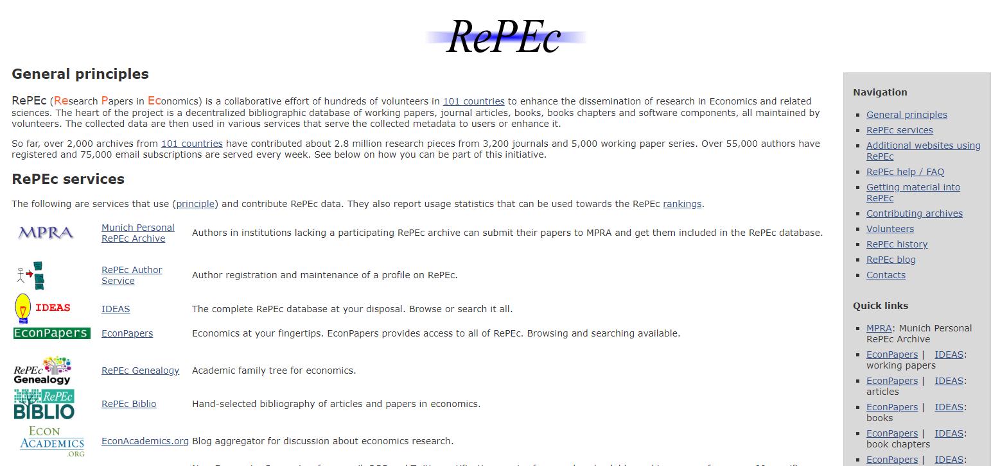 RePEc
General principles
RePEc (Research Papers in Economics) is a collaborative effort of hundreds of volunteers in 101 countries to enhance the dissemination of research in Economics and related
sciences. The heart of the project is a decentralized bibliographic database of working papers, journal articles, books, books chapters and software components, all maintained by
volunteers. The collected data are then used in various services that serve the collected metadata to users or enhance it.
So far, over 2,000 archives from 101 countries have contributed about 2.8 million research pieces from 3,200 journals and 5,000 working paper series. Over 55,000 authors have
registered and 75,000 email subscriptions are served every week. See below on how you can be part of this initiative.
RePEc services
The following are services that use (principle) and contribute RePEc data. They also report usage statistics that can be used towards the RePEc rankings.
MPRA
Munich Personal
RePEc Archive
Authors in institutions lacking a participating RePEc archive can submit their papers to MPRA and get them included in the RePEc database.
RePEc Author
Service
Author registration and maintenance of a profile on RePEc.
IDEAS
IDEAS
The complete RePEc database at your disposal. Browse or search it all.
EconPapers
EconPapers
Economics at your fingertips. EconPapers provides access to all of RePEc. Browsing and searching available.
RePEc
Genealogy
RePEc Genealogy
Academic family tree for economics.
RePEc
BIBLIO
RePEc Biblio
Hand-selected bibliography of articles and papers in economics.
ECON
ACADEMICS
.ORG
EconAcademics.org
Blog aggregator for discussion about economics research.
Navigation
General principles
RePEc services
Additional websites using
RePEc
RePEc help / FAQ
Getting material into
RePEc
Contributing archives
Volunteers
RePEc history
RePEc blog
Contacts
Quick links
MPRA: Munich Personal
RePEc Archive
EconPapers | IDEAS:
working papers
EconPapers | IDEAS:
articles
EconPapers | IDEAS:
books
EconPapers | IDEAS:
book chapters
EconPapers | IDEAS: